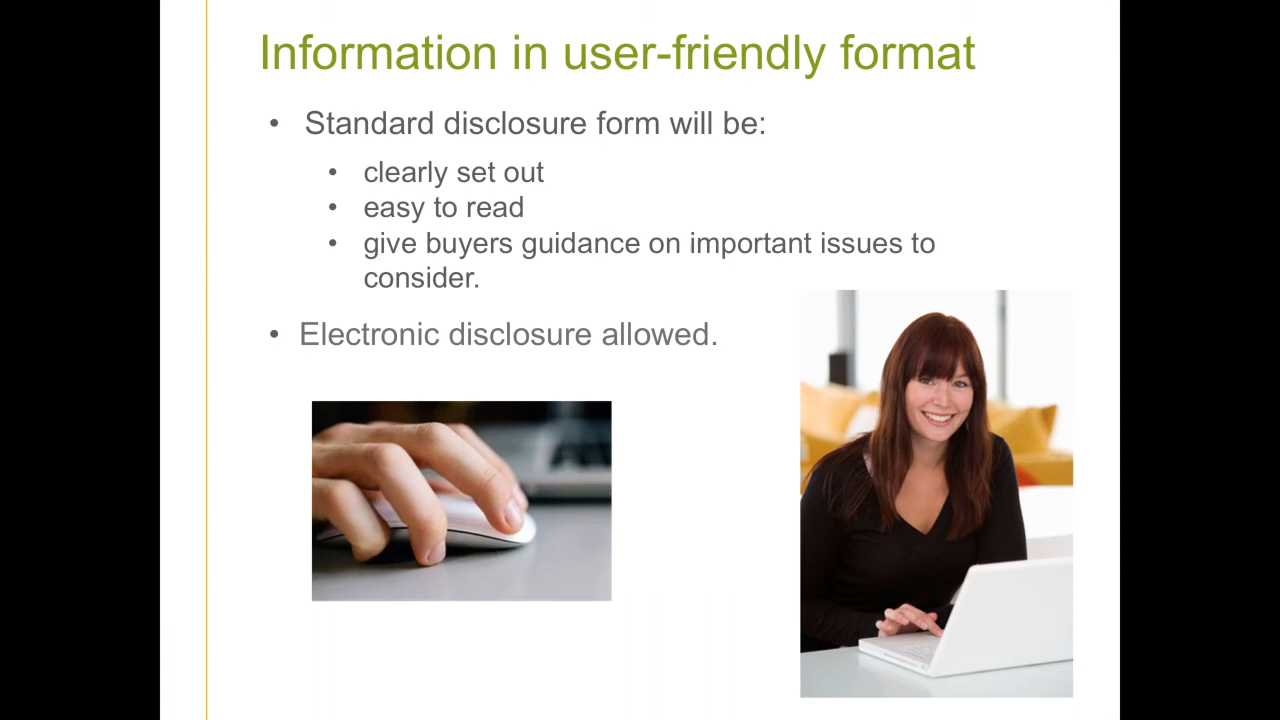 Information in user-friendly format
• Standard disclosure form will be:
• clearly set out
• easy to read
• give buyers guidance on important issues to
consider.
• Electronic disclosure allowed.